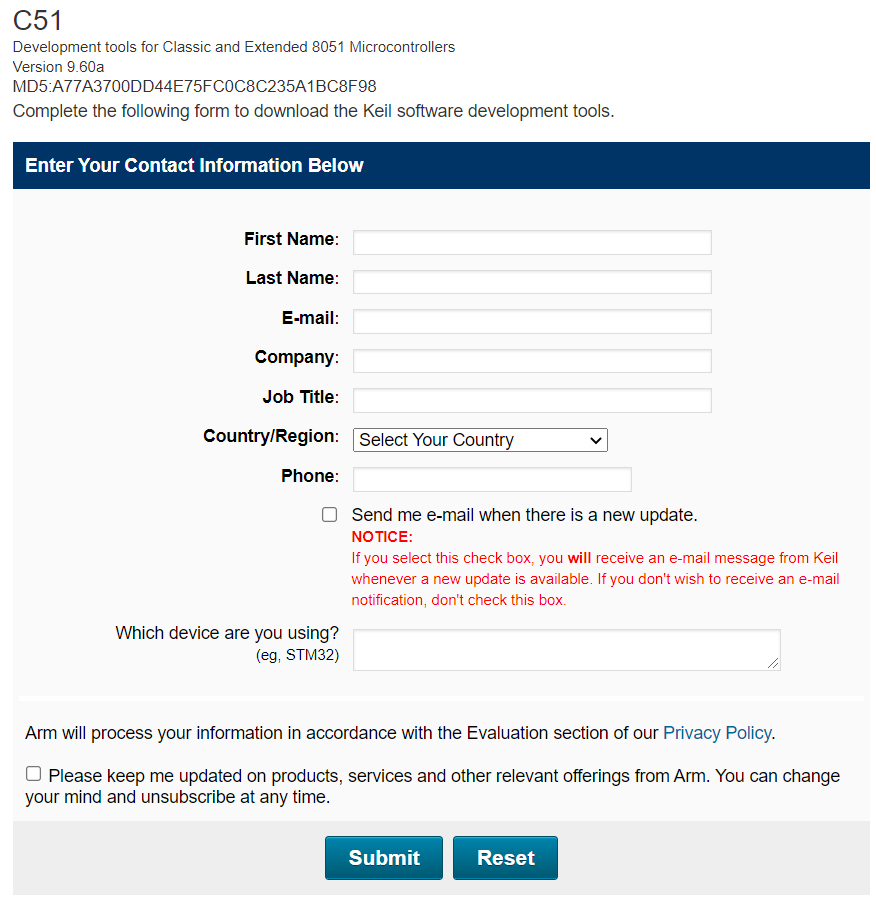 C51
Development tools for Classic and Extended 8051 Microcontrollers
Version 9.60a
MD5:A77A3700DD44E75FC0C8C235A1BC8F98
Complete the following form to download the Keil software development tools.
Enter Your Contact Information Below
First Name:
Last Name:
E-mail:
Company:
Job Title:
Country/Region: Select Your Country
Phone:
Send me e-mail when there is a new update.
NOTICE:
If you select this check box, you will receive an e-mail message from Keil
whenever a new update is available. If you don't wish to receive an e-mail
notification, don't check this box.
Which device are you using?
(eg, STM32)
Arm will process your information in accordance with the Evaluation section of our Privacy Policy.
Please keep me updated on products, services and other relevant offerings from Arm. You can change
your mind and unsubscribe at any time.
Submit Reset